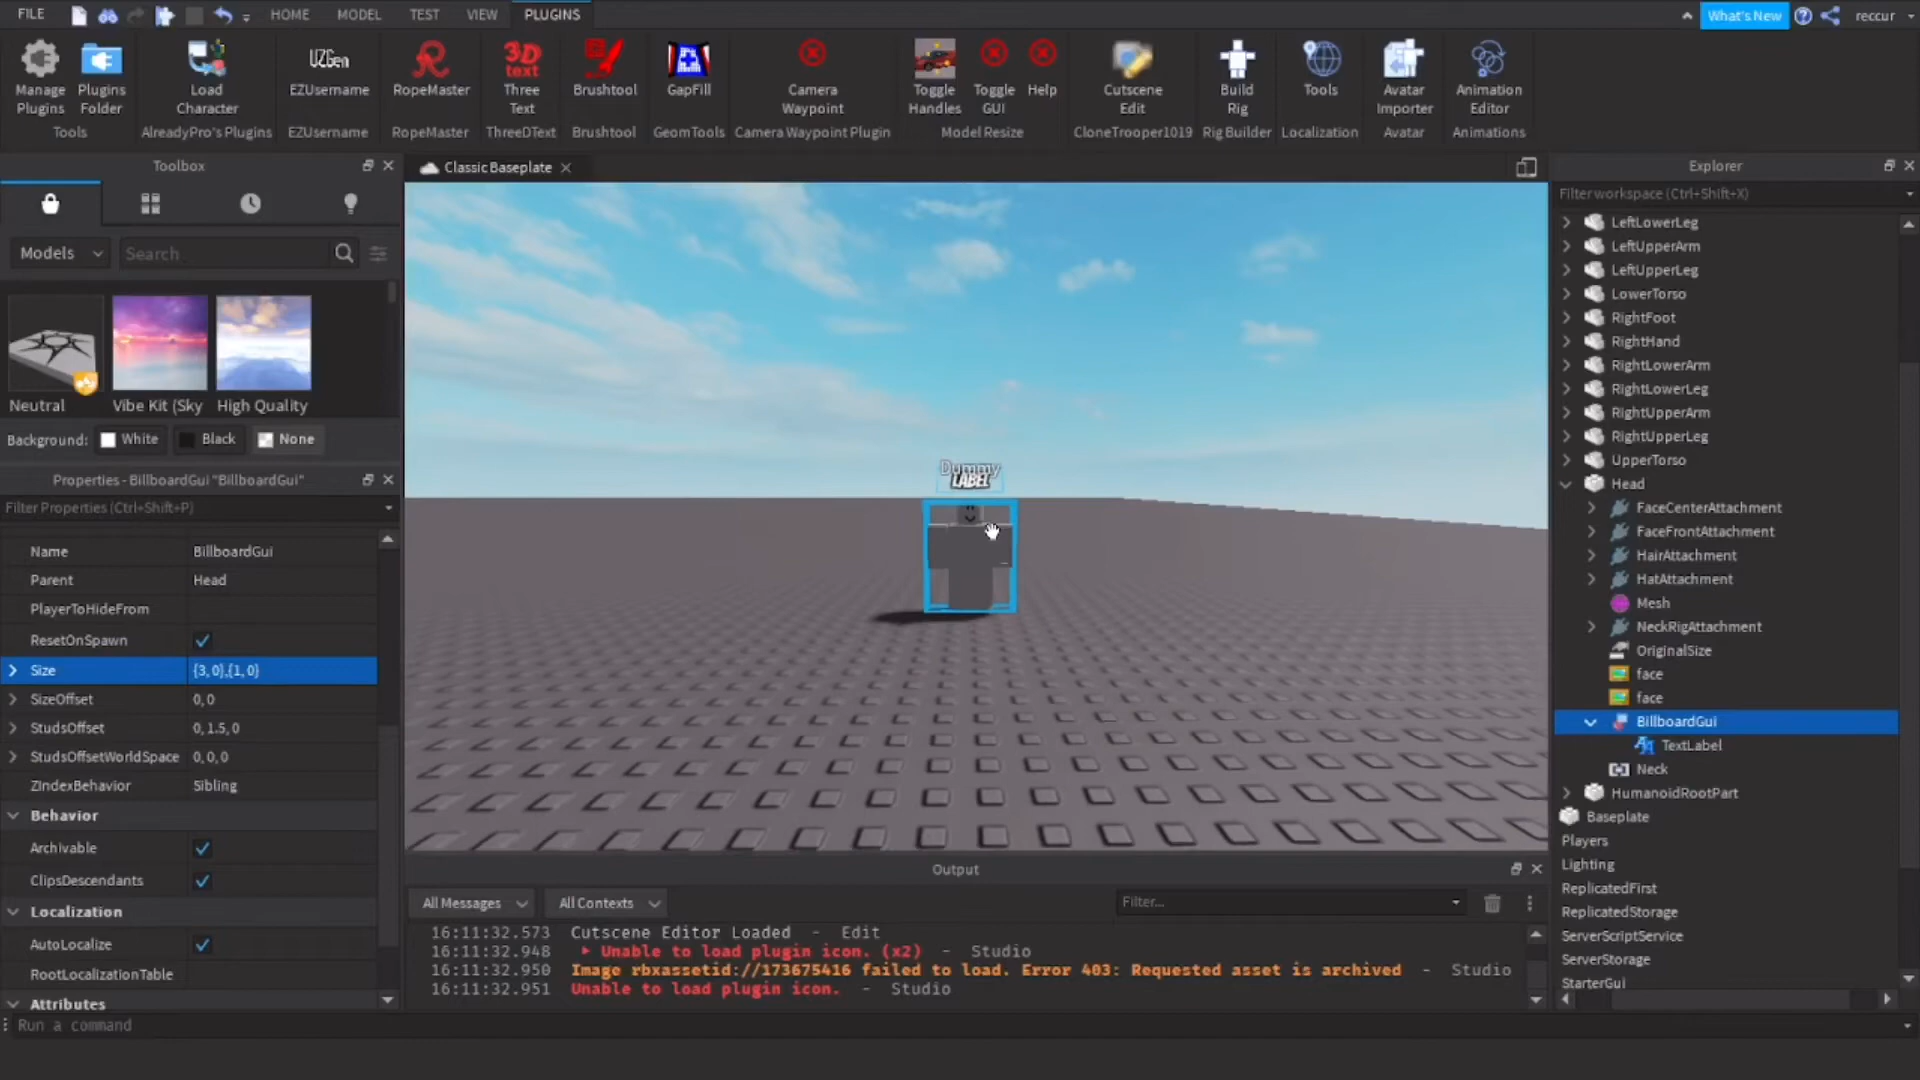 FILE HOME MODEL TEST VIEW PLUGINS What's New reccur
UZGen 3D text
Manage Plugins Plugins Folder Load Character EZUsername RopeMaster Three Text Brushtool GapFill Camera Waypoint Toggle Handles Toggle GUI Help Cutscene Edit Build Rig Tools Avatar Importer Animation Editor
Tools AlreadyPro's Plugins EZUsername RopeMaster ThreeDText Brushtool GeomTools Camera Waypoint Plugin Model Resize CloneTrooper1019 Rig Builder Localization Avatar Animations
Toolbox
Models Search
Neutral Vibe Kit (Sky High Quality
Background: White Black None
Properties - BillboardGui "BillboardGui"
Filter Properties (Ctrl+Shift+P)
Name BillboardGui
Parent Head
PlayerToHideFrom
ResetOnSpawn
Size {3, 0},{1, 0}
SizeOffset 0, 0
StudsOffset 0, 1.5, 0
StudsOffsetWorldSpace 0, 0, 0
ZIndexBehavior Sibling
Behavior
Archivable
ClipsDescendants
Localization
AutoLocalize
RootLocalizationTable
Attributes
Run a command
Classic Baseplate
Dummy
LABEL
Output
All Messages All Contexts Filter...
16:11:32.573 Cutscene Editor Loaded - Edit
16:11:32.948 Unable to load plugin icon. (x2) - Studio
16:11:32.950 Image rbxassetid://173675416 failed to load. Error 403: Requested asset is archived - Studio
16:11:32.951 Unable to load plugin icon. - Studio
Explorer
Filter workspace (Ctrl+Shift+X)
LeftLowerLeg
LeftUpperArm
LeftUpperLeg
LowerTorso
RightFoot
RightHand
RightLowerArm
RightLowerLeg
RightUpperArm
RightUpperLeg
UpperTorso
Head
FaceCenterAttachment
FaceFrontAttachment
HairAttachment
HatAttachment
Mesh
NeckRigAttachment
OriginalSize
face
face
BillboardGui
TextLabel
Neck
HumanoidRootPart
Baseplate
Players
Lighting
ReplicatedFirst
ReplicatedStorage
ServerScriptService
ServerStorage
StarterGui